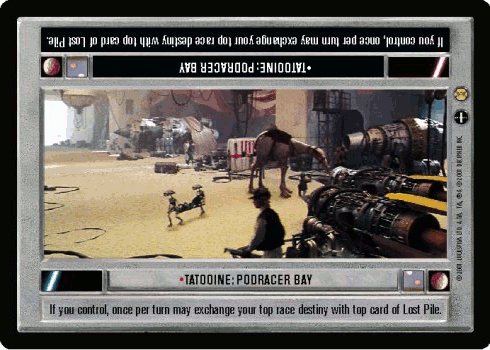 If you control, once per turn may exchange your top race destiny with top card of Lost Pile.
•TATOOINE: PODRACER BAY
•TATOOINE: PODRACER BAY
If you control, once per turn may exchange your top race destiny with top card of Lost Pile.